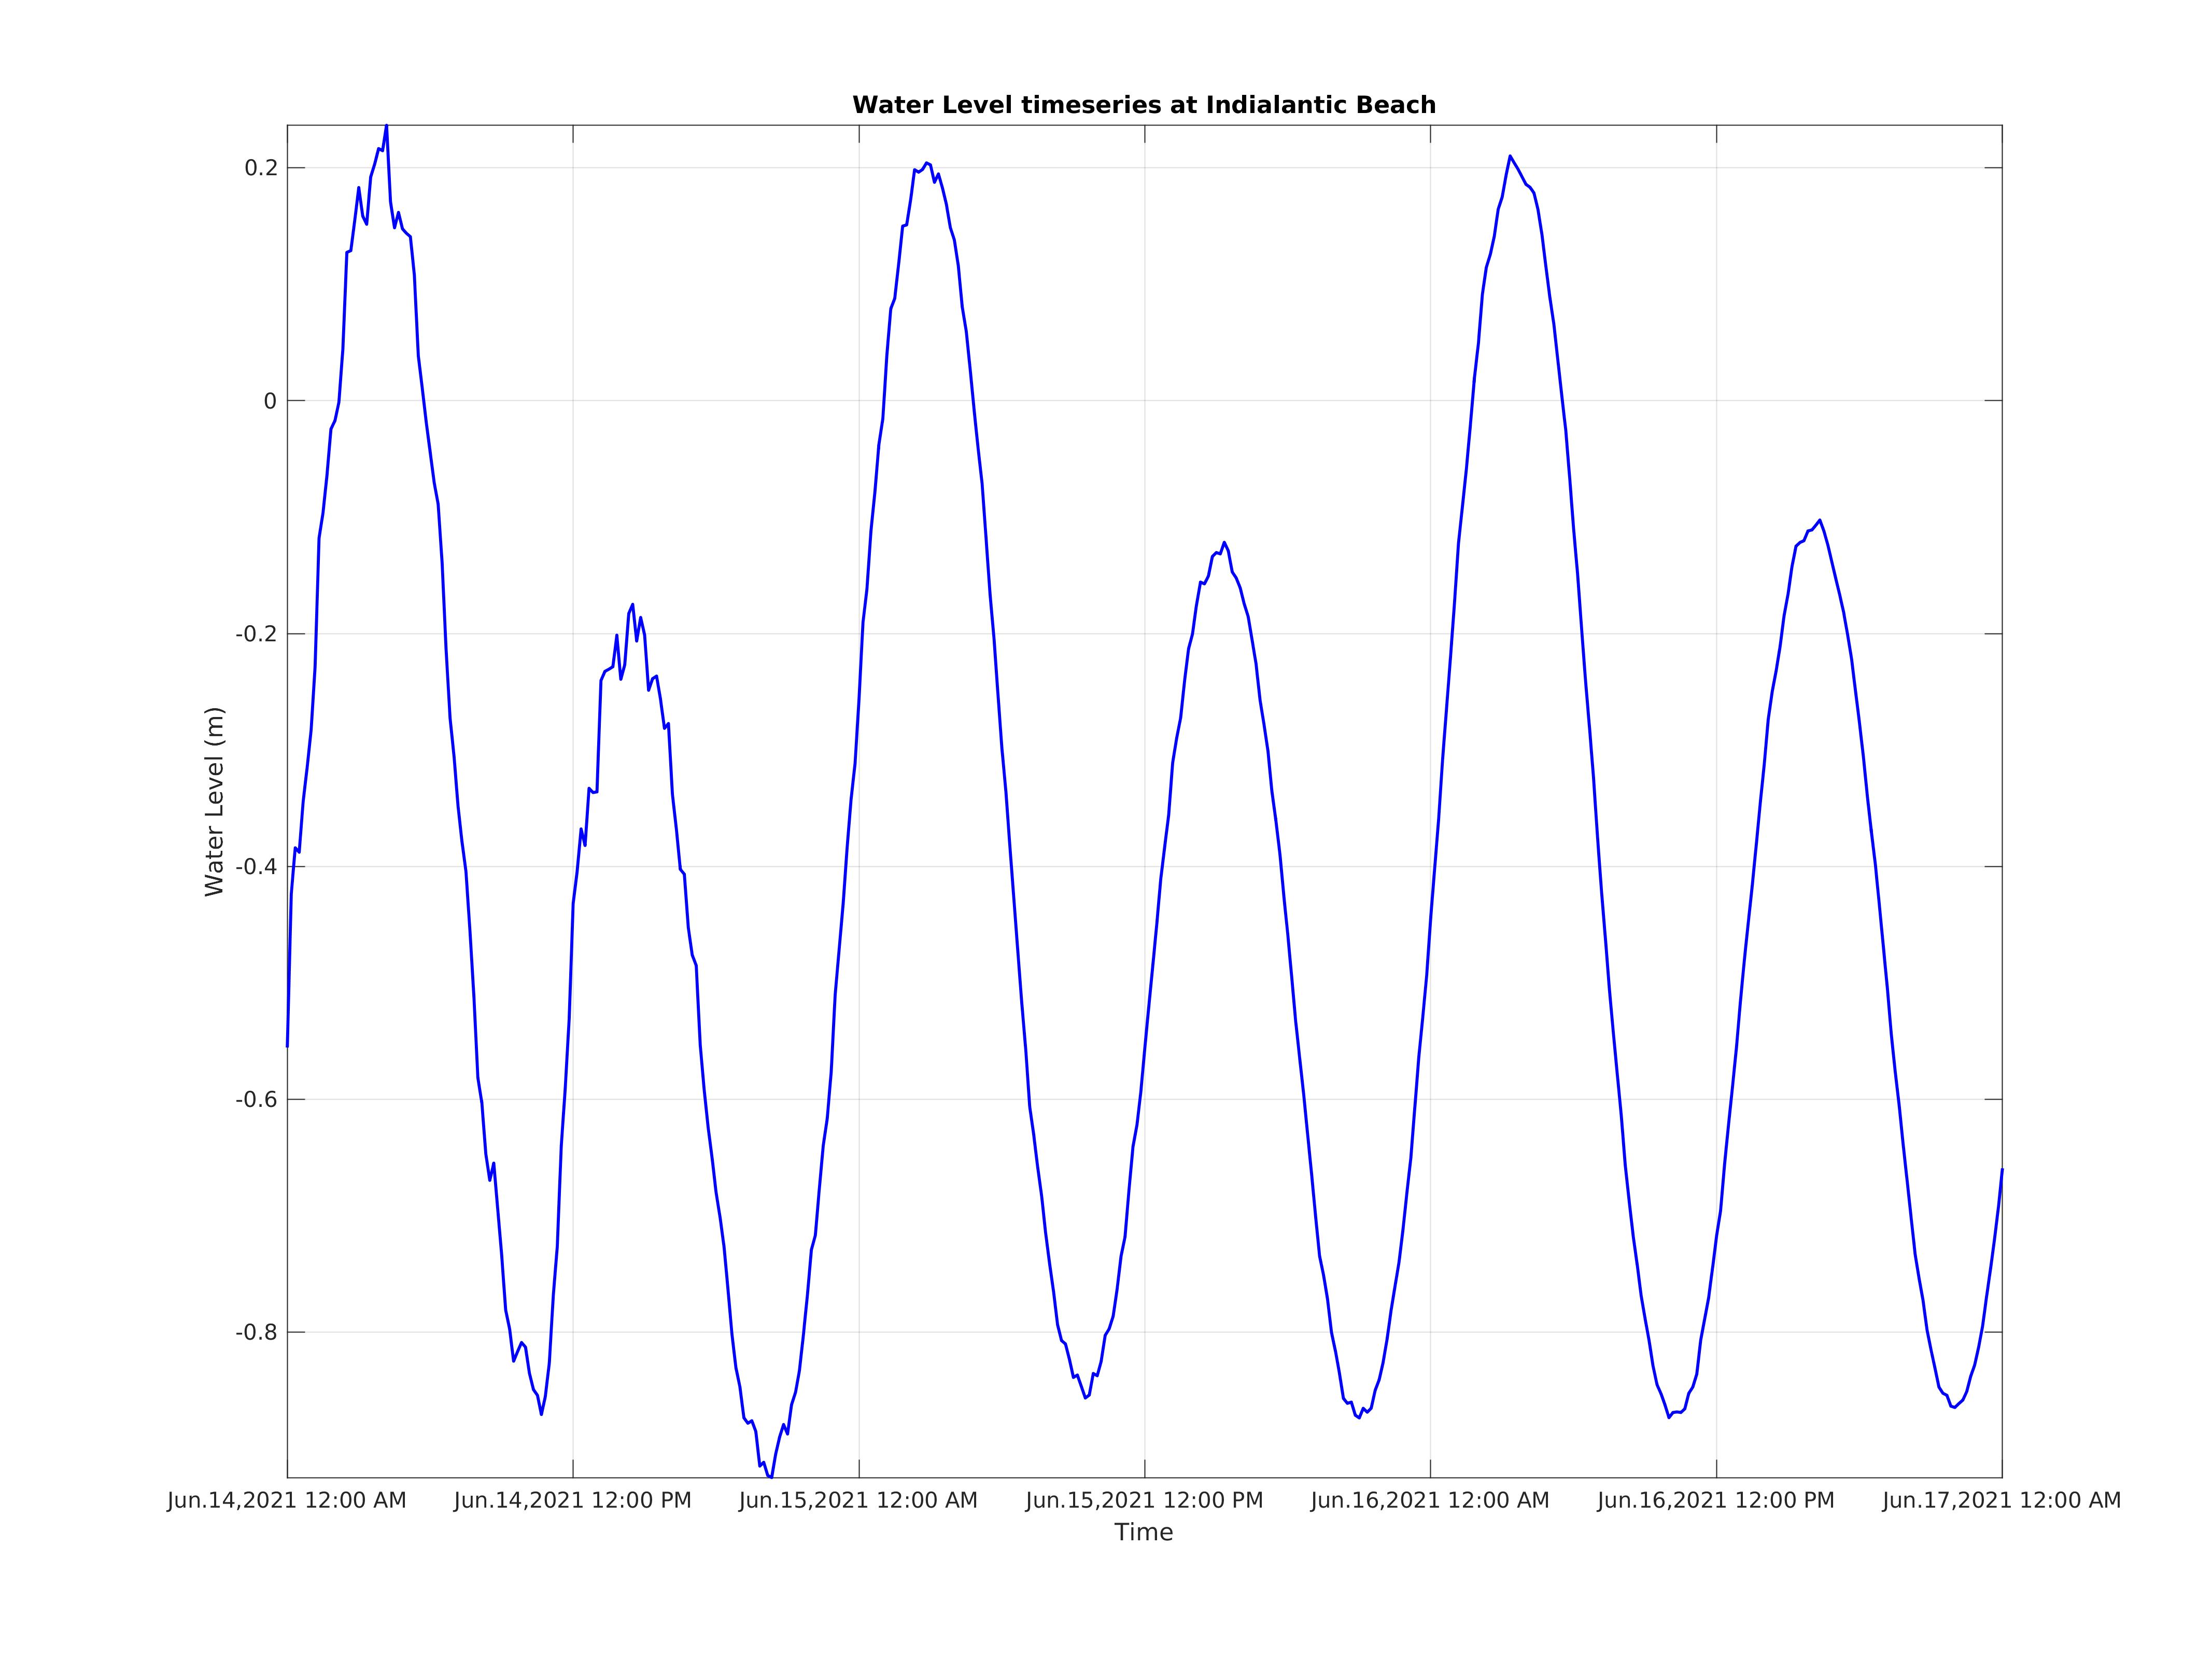 Water Level timeseries at Indialantic Beach
0.2
0
-0.2
-0.4
-0.6
-0.8
Water Level (m)
Jun.14,2021 12:00 AM
Jun.14,2021 12:00 PM
Jun.15,2021 12:00 AM
Jun.15,2021 12:00 PM
Jun.16,2021 12:00 AM
Jun.16,2021 12:00 PM
Jun.17,2021 12:00 AM
Time